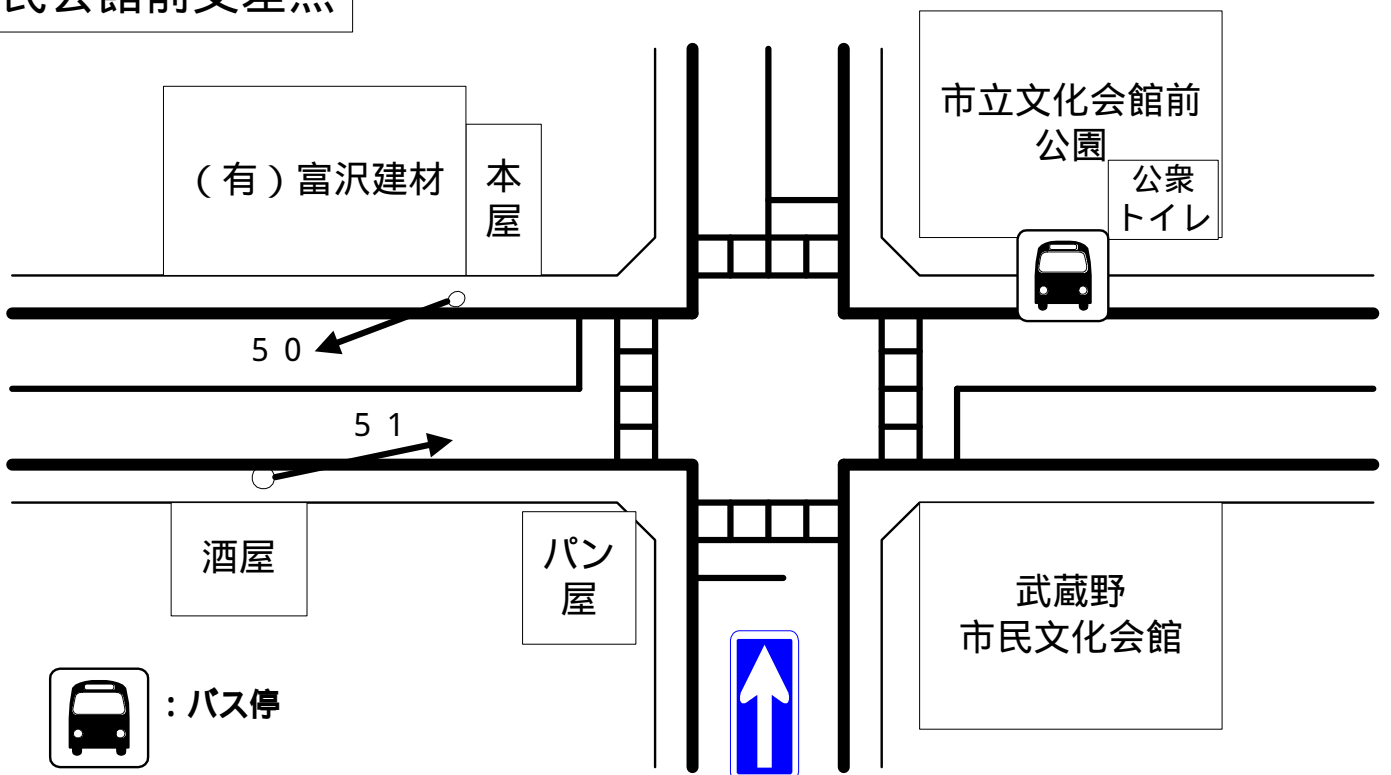 民会館前交差点
市立文化会館前
公園
公衆
トイレ
(有)富沢建材
本
屋
50
51
酒屋
パン
屋
武蔵野
市民文化会館
:バス停